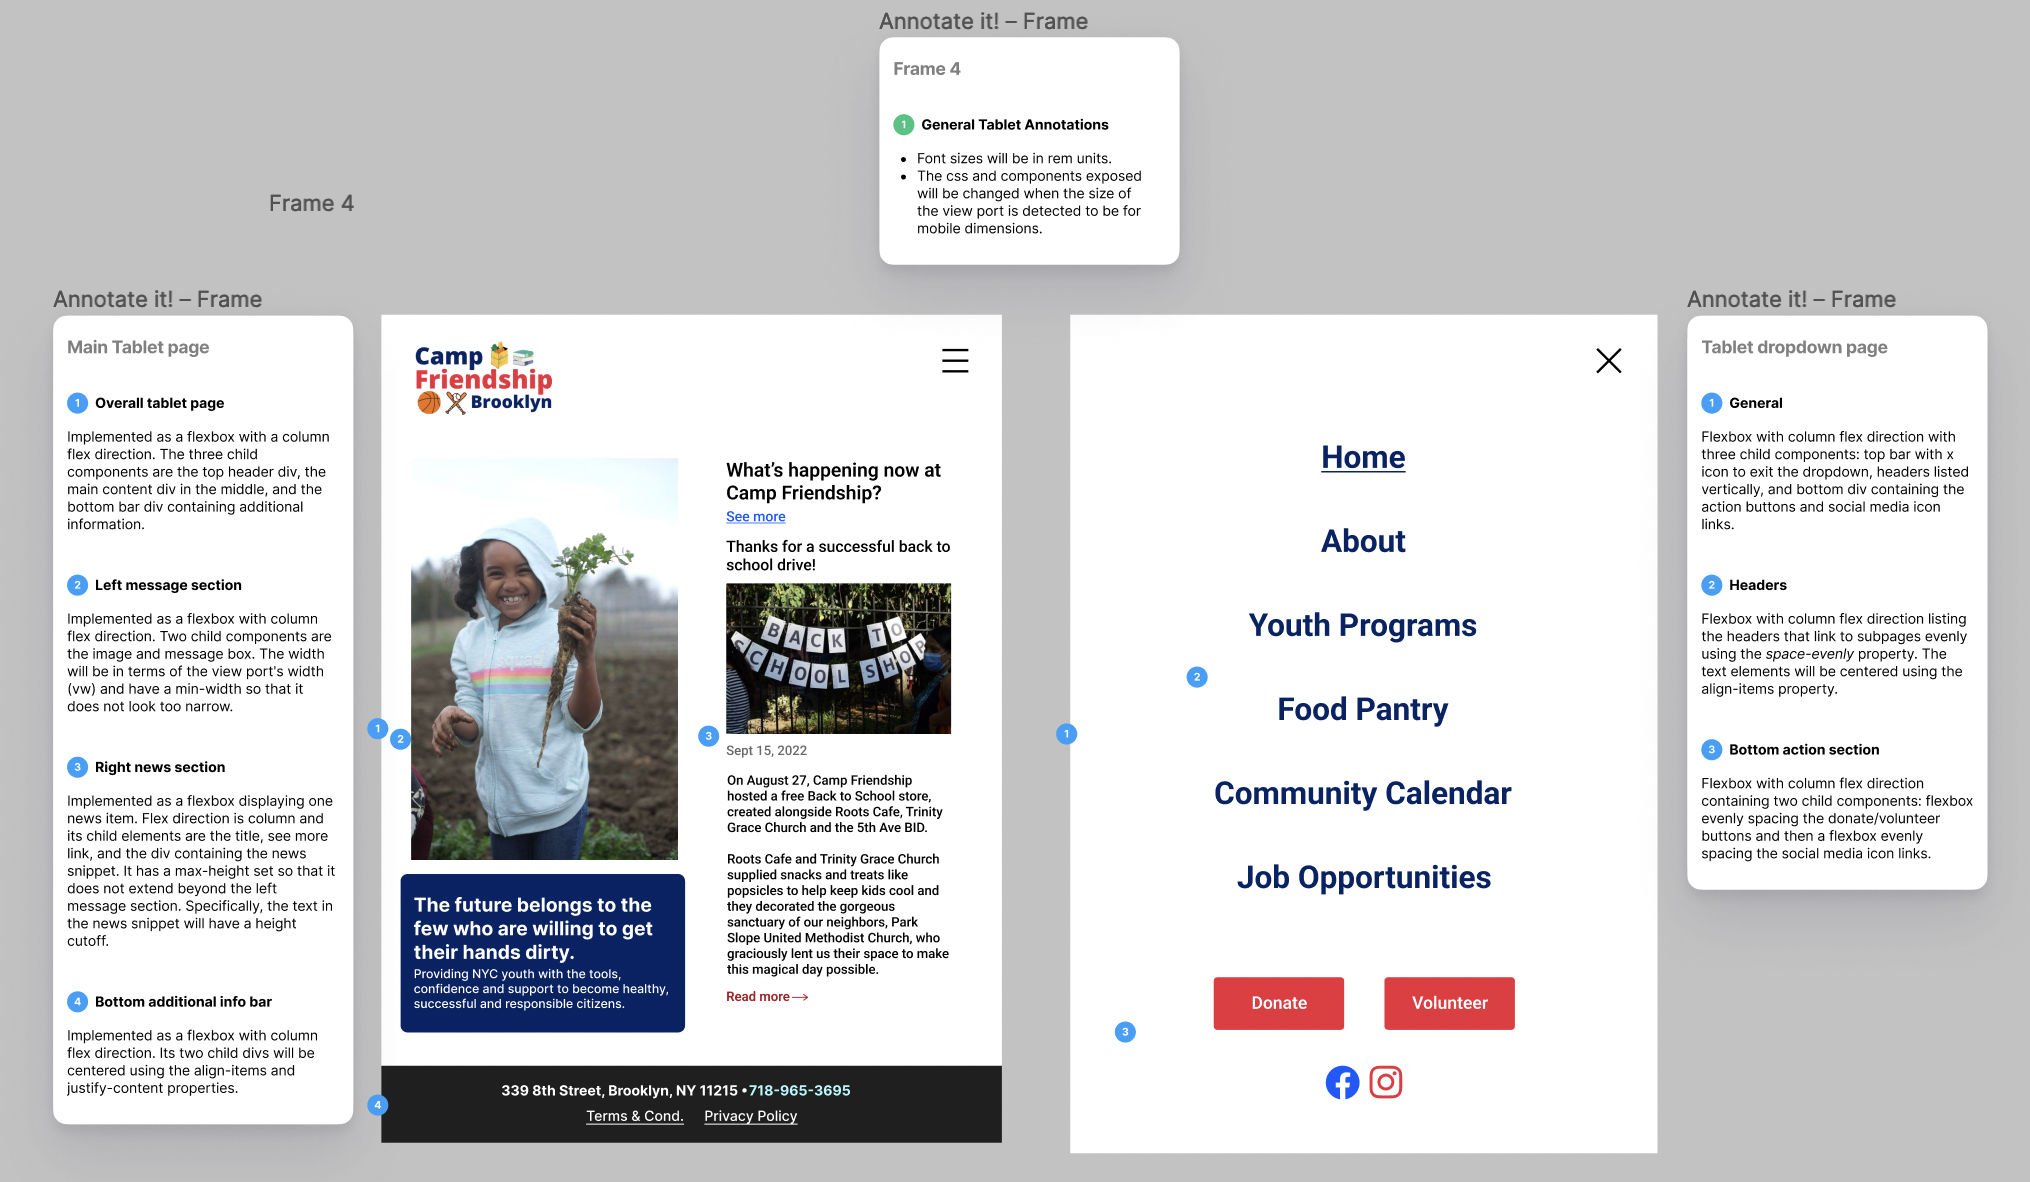 Annotate it! – Frame
Frame 4
1 General Tablet Annotations
• Font sizes will be in rem units.
• The css and components exposed
will be changed when the size of
the view port is detected to be for
mobile dimensions.
Frame 4
Annotate it! – Frame
Main Tablet page
1 Overall tablet page
Implemented as a flexbox with a column
flex direction. The three child
components are the top header div, the
main content div in the middle, and the
bottom bar div containing additional
information.
2 Left message section
Implemented as a flexbox with column
flex direction. Two child components are
the image and message box. The width
will be in terms of the view port's width
(vw) and have a min-width so that it
does not look too narrow.
3 Right news section
Implemented as a flexbox displaying one
news item. Flex direction is column and
its child elements are the title, see more
link, and the div containing the news
snippet. It has a max-height set so that it
does not extend beyond the left
message section. Specifically, the text in
the news snippet will have a height
cutoff.
4 Bottom additional info bar
Implemented as a flexbox with column
flex direction. Its two child divs will be
centered using the align-items and
justify-content properties.
Camp
Friendship
Brooklyn
1
2
squad
The future belongs to the
few who are willing to get
their hands dirty.
Providing NYC youth with the tools,
confidence and support to become healthy,
successful and responsible citizens.
What’s happening now at
Camp Friendship?
See more
Thanks for a successful back to
school drive!
BACK TO
SCHOOL SHOP
3
Sept 15, 2022
On August 27, Camp Friendship
hosted a free Back to School store,
created alongside Roots Cafe, Trinity
Grace Church and the 5th Ave BID.
Roots Cafe and Trinity Grace Church
supplied snacks and treats like
popsicles to help keep kids cool and
they decorated the gorgeous
sanctuary of our neighbors, Park
Slope United Methodist Church, who
graciously lent us their space to make
this magical day possible.
Read more
4
339 8th Street, Brooklyn, NY 11215 •718-965-3695
Terms & Cond. Privacy Policy
Home
About
Youth Programs
2
Food Pantry
1
Community Calendar
Job Opportunities
Donate Volunteer
3
Annotate it! – Frame
Tablet dropdown page
1 General
Flexbox with column flex direction with
three child components: top bar with x
icon to exit the dropdown, headers listed
vertically, and bottom div containing the
action buttons and social media icon
links.
2 Headers
Flexbox with column flex direction listing
the headers that link to subpages evenly
using the space-evenly property. The
text elements will be centered using the
align-items property.
3 Bottom action section
Flexbox with column flex direction
containing two child components: flexbox
evenly spacing the donate/volunteer
buttons and then a flexbox evenly
spacing the social media icon links.